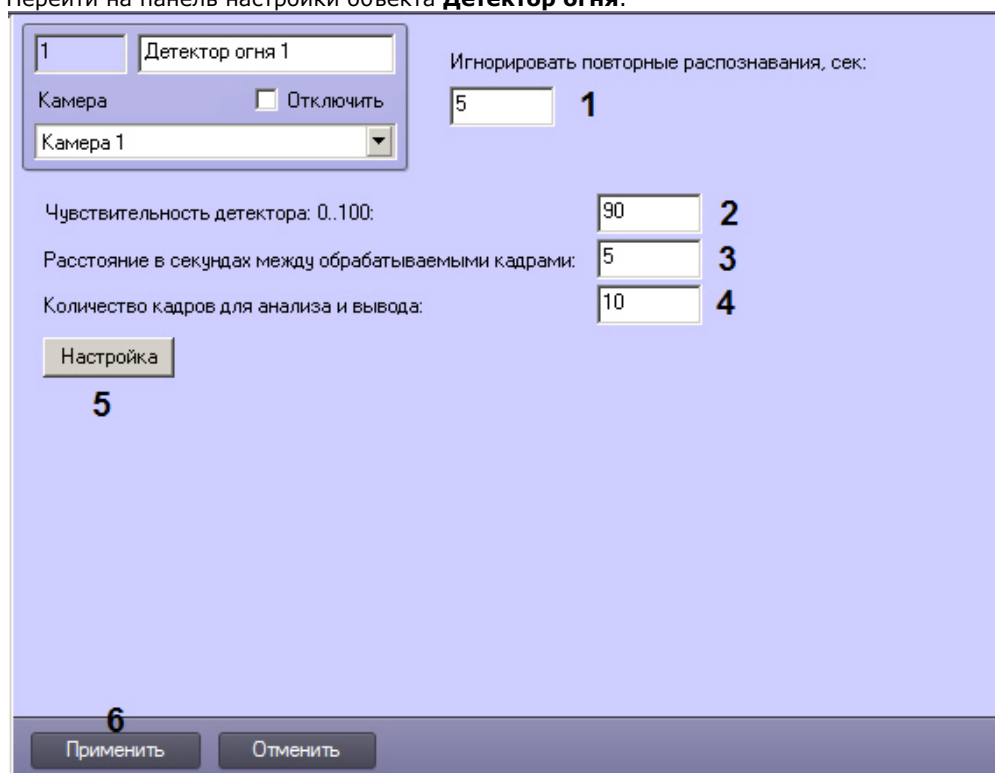 Перейти на панель настройки объекта Детектор огня.
1 Детектор огня 1
Игнорировать повторные распознавания, сек:
Камера Отключить
5 1
Камера 1
Чувствительность детектора: 0..100: 90 2
Расстояние в секундах между обрабатываемыми кадрами: 5 3
Количество кадров для анализа и вывода: 10 4
Настройка
5
6
Применить Отменить